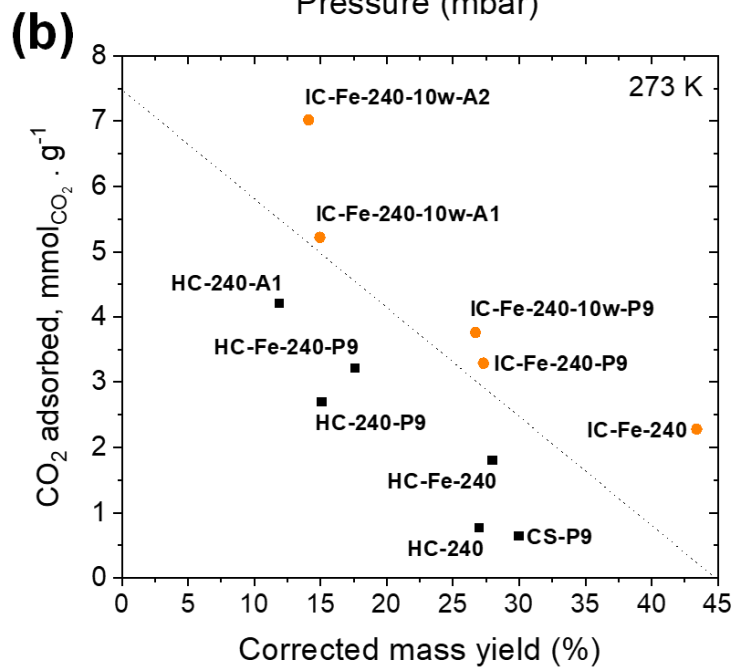 Pressure (mbar)
(b)
273 K
IC-Fe-240-10w-A2
IC-Fe-240-10w-A1
HC-240-A1
IC-Fe-240-10w-P9
HC-Fe-240-P9
IC-Fe-240-P9
HC-240-P9
IC-Fe-240
HC-Fe-240
HC-240
CS-P9
CO₂ adsorbed, mmol_CO₂ · g⁻¹
8
7
6
5
4
3
2
1
0
0 5 10 15 20 25 30 35 40 45
Corrected mass yield (%)